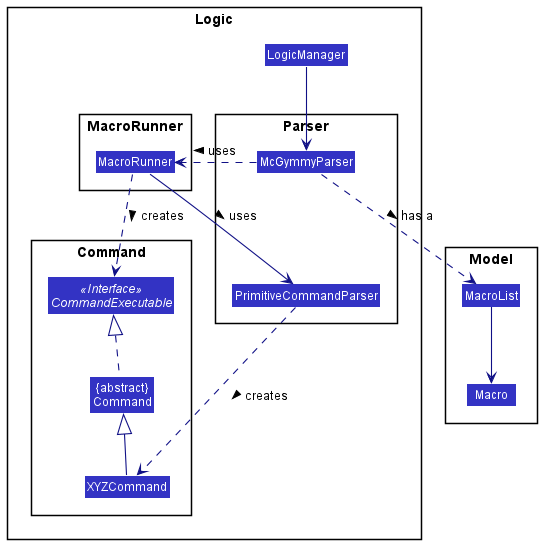 Logic
LogicManager
MacroRunner
Parser
MacroRunner
uses
McGymmyParser
creates
uses
has a
Command
Model
«Interface»
CommandExecutable
PrimitiveCommandParser
MacroList
{abstract}
Command
creates
Macro
XYZCommand